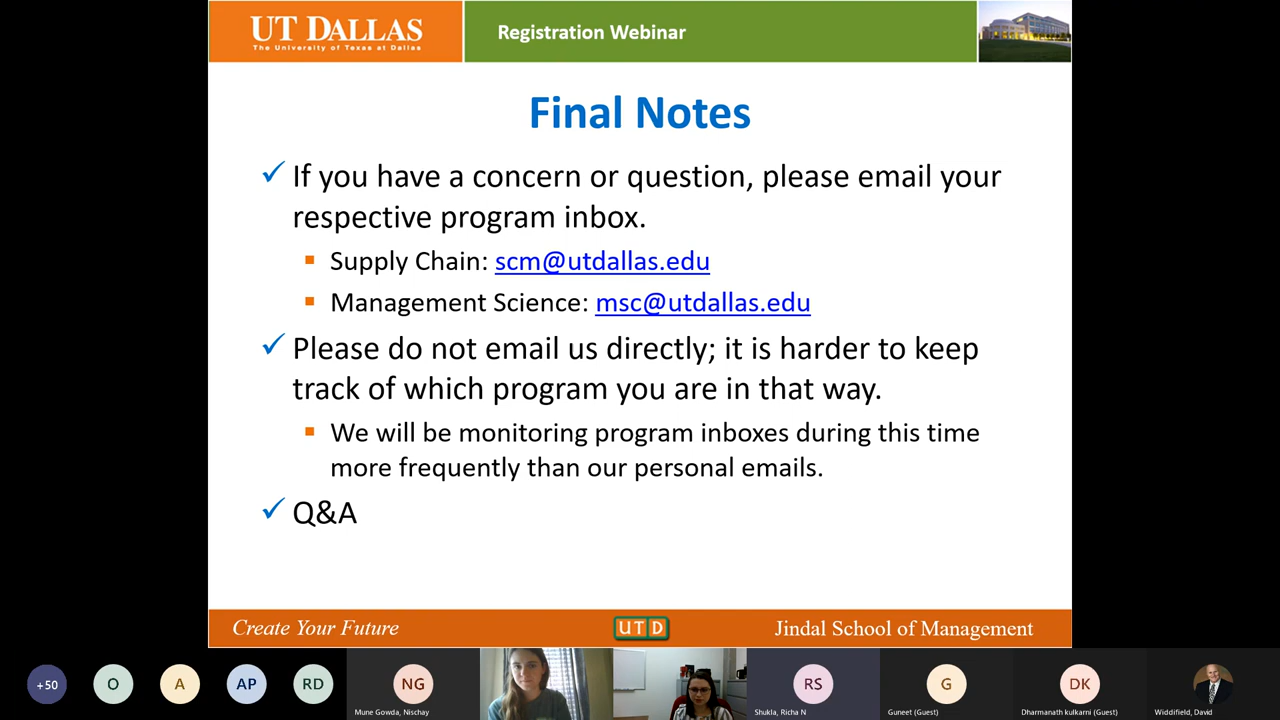 UT DALLAS
The University of Texas at Dallas
Registration Webinar
Final Notes
If you have a concern or question, please email your
respective program inbox.
Supply Chain: scm@utdallas.edu
Management Science: msc@utdallas.edu
Please do not email us directly; it is harder to keep
track of which program you are in that way.
We will be monitoring program inboxes during this time
more frequently than our personal emails.
Q&A
Create Your Future
UTD
Jindal School of Management
+50
O
A
AP
RD
NG
RS
G
DK
Mune Gowda, Nischay
Shukla, Richa N
Guneet (Guest)
Dharmanath kulkarni (Guest)
Widdifield, David